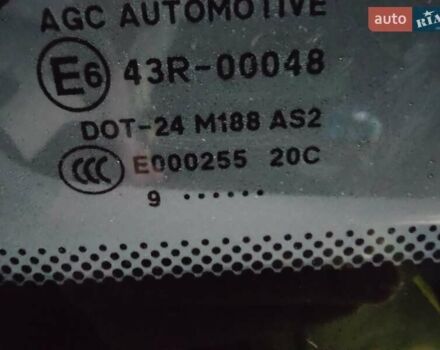 AGC AUTOMOTIVE
E6 43R-00048
DOT-24 M188 AS2
CCC E000255 20C
9 ......
auto RIA